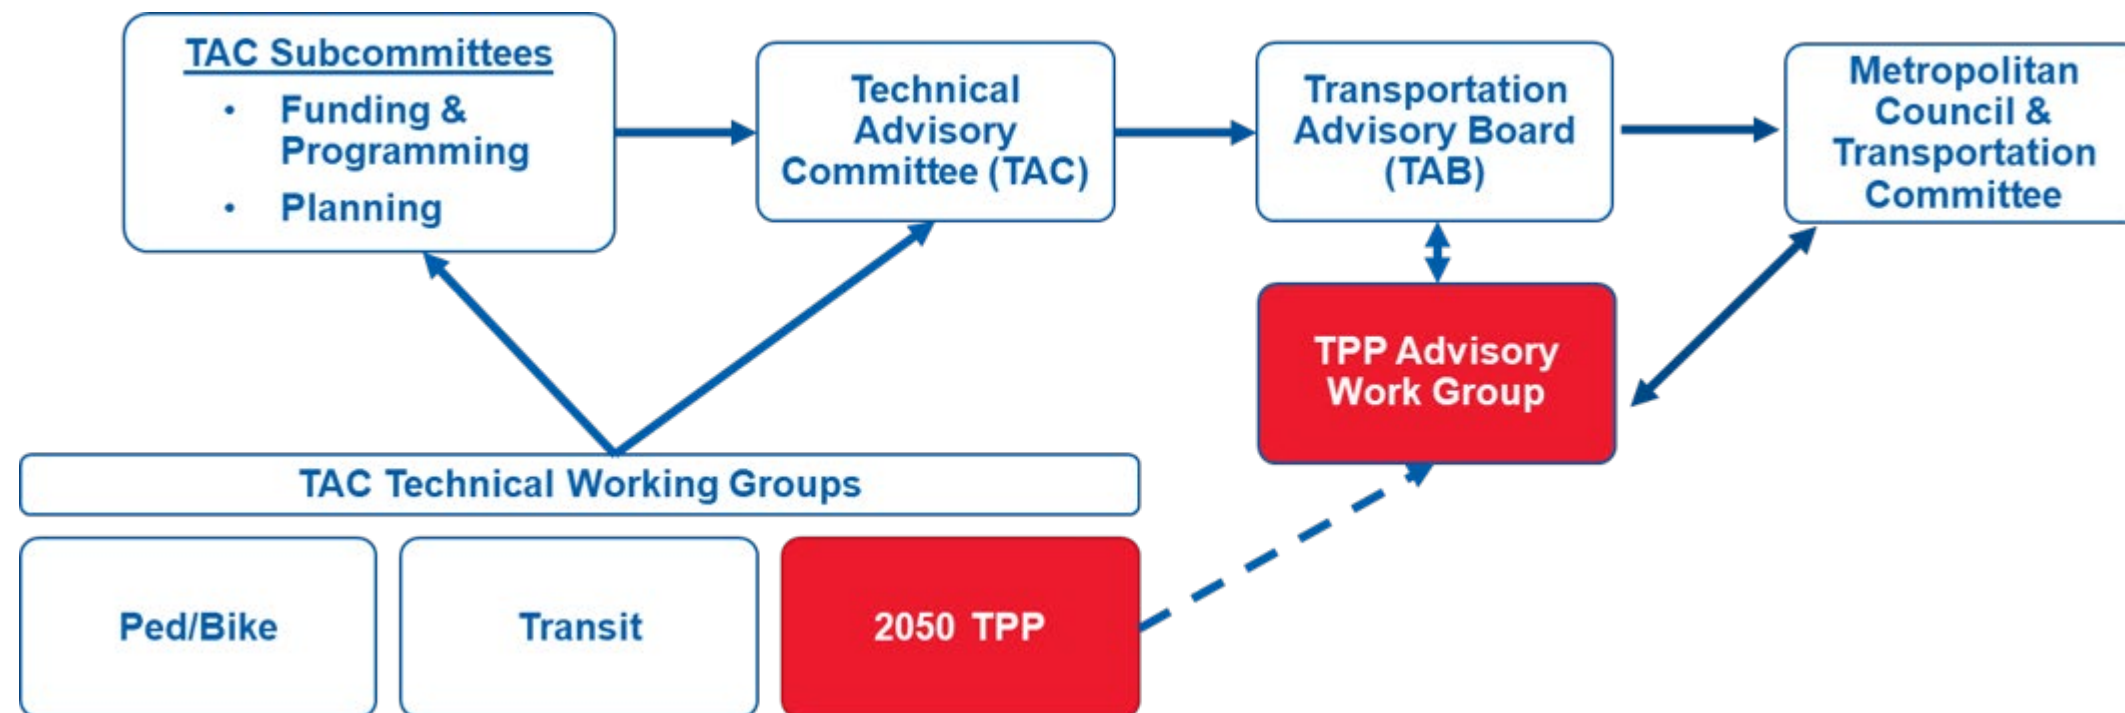 TAC Subcommittees
• Funding &
Programming
• Planning
Technical
Advisory
Committee (TAC)
Transportation
Advisory Board
(TAB)
Metropolitan
Council &
Transportation
Committee
TPP Advisory
Work Group
TAC Technical Working Groups
Ped/Bike
Transit
2050 TPP